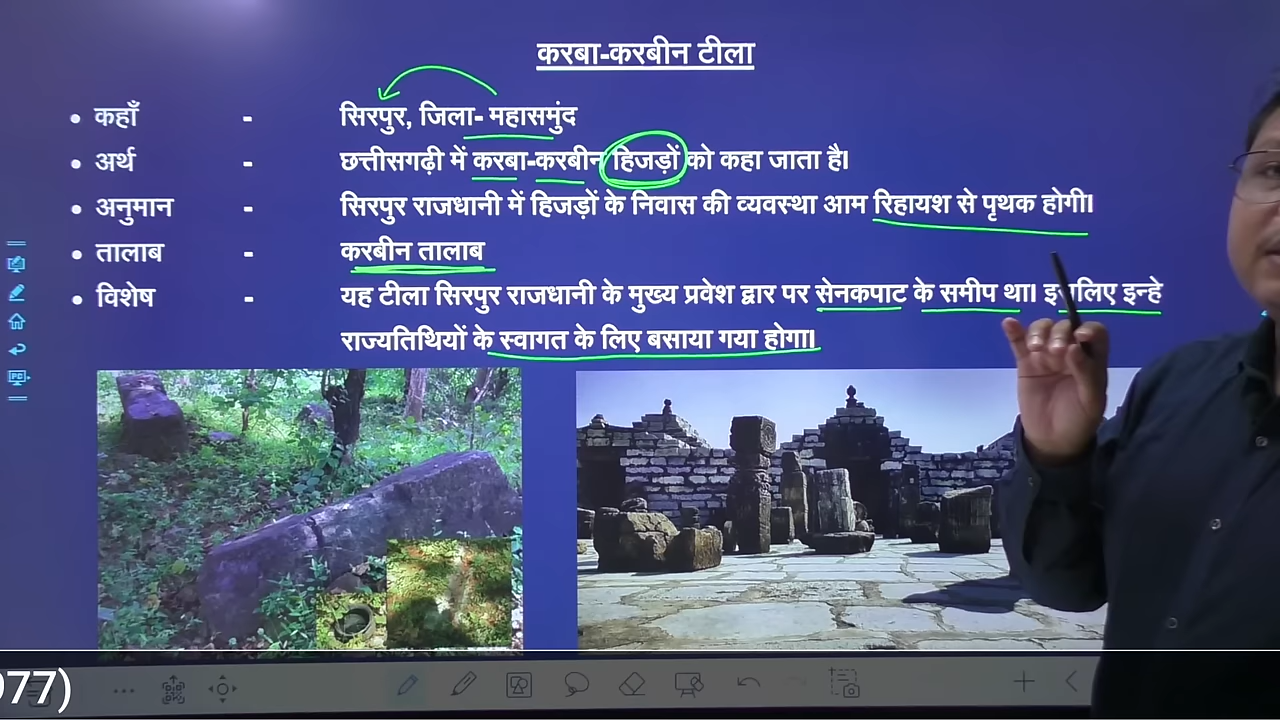 करबा-करबीन टीला
• कहाँ - सिरपुर, जिला- महासमुंद
• अर्थ - छत्तीसगढ़ी में करबा-करबीन हिजड़ों को कहा जाता है।
• अनुमान - सिरपुर राजधानी में हिजड़ों के निवास की व्यवस्था आम रिहायश से पृथक होगी।
• तालाब - करबीन तालाब
• विशेष - यह टीला सिरपुर राजधानी के मुख्य प्रवेश द्वार पर सेनकपाट के समीप था। इन्हे
राज्यतिथियों के स्वागत के लिए बसाया गया होगा।
977)